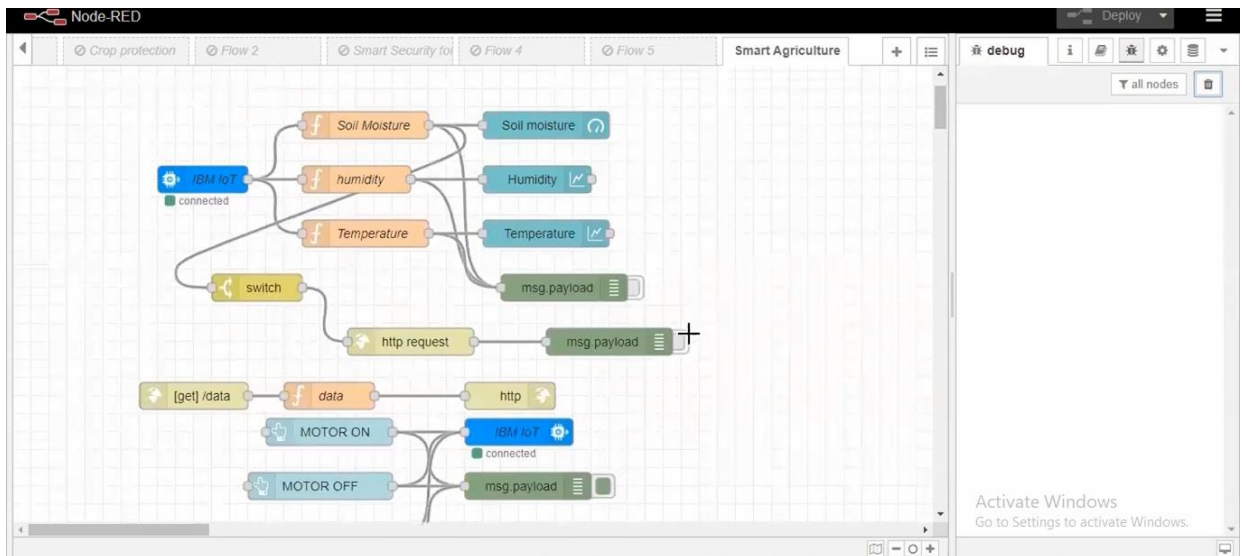 Node-RED
Deploy
Crop protection
Flow 2
Smart Security for
Flow 4
Flow 5
Smart Agriculture
debug
i
all nodes
Soil Moisture
Soil moisture
IBM IoT
connected
humidity
Humidity
Temperature
Temperature
switch
msg.payload
http request
msg.payload
[get] /data
data
http
MOTOR ON
IBM IoT
connected
MOTOR OFF
msg.payload
Activate Windows
Go to Settings to activate Windows.